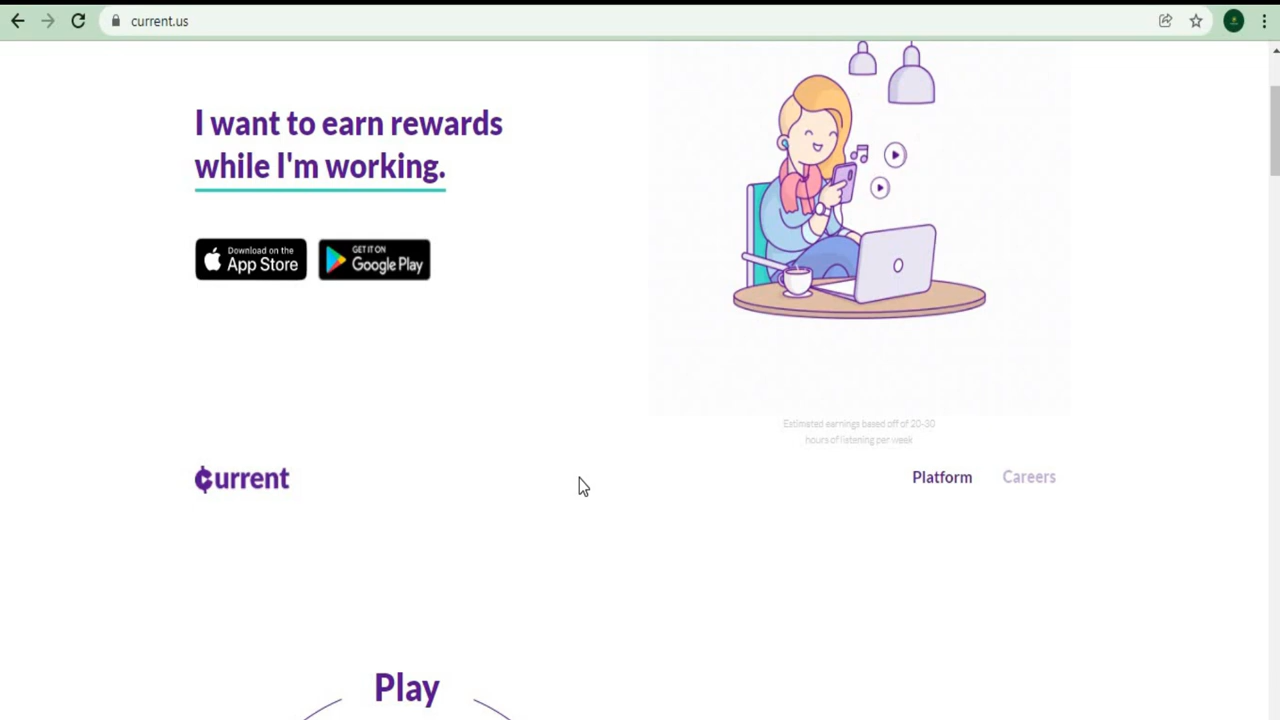 current.us
I want to earn rewards
while I'm working.
Download on the
App Store
GET IT ON
Google Play
Estimated earnings based off of 20-30
hours of listening per week
Current
Platform
Careers
Play